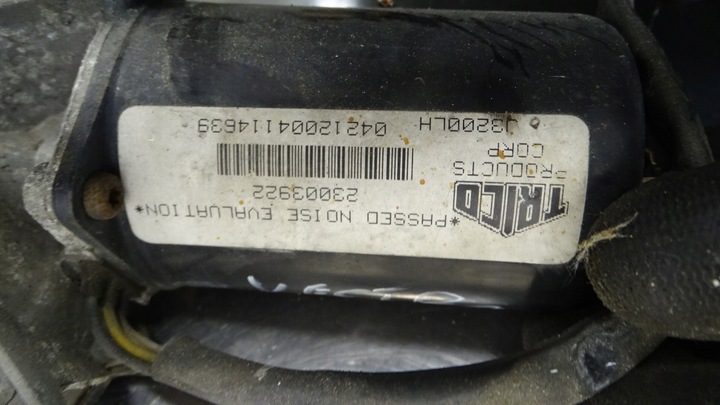 *PASSED NOISE EVALUATION*
TRICO
PRODUCTS
CORP
23003922
J3200LH 04212004114639